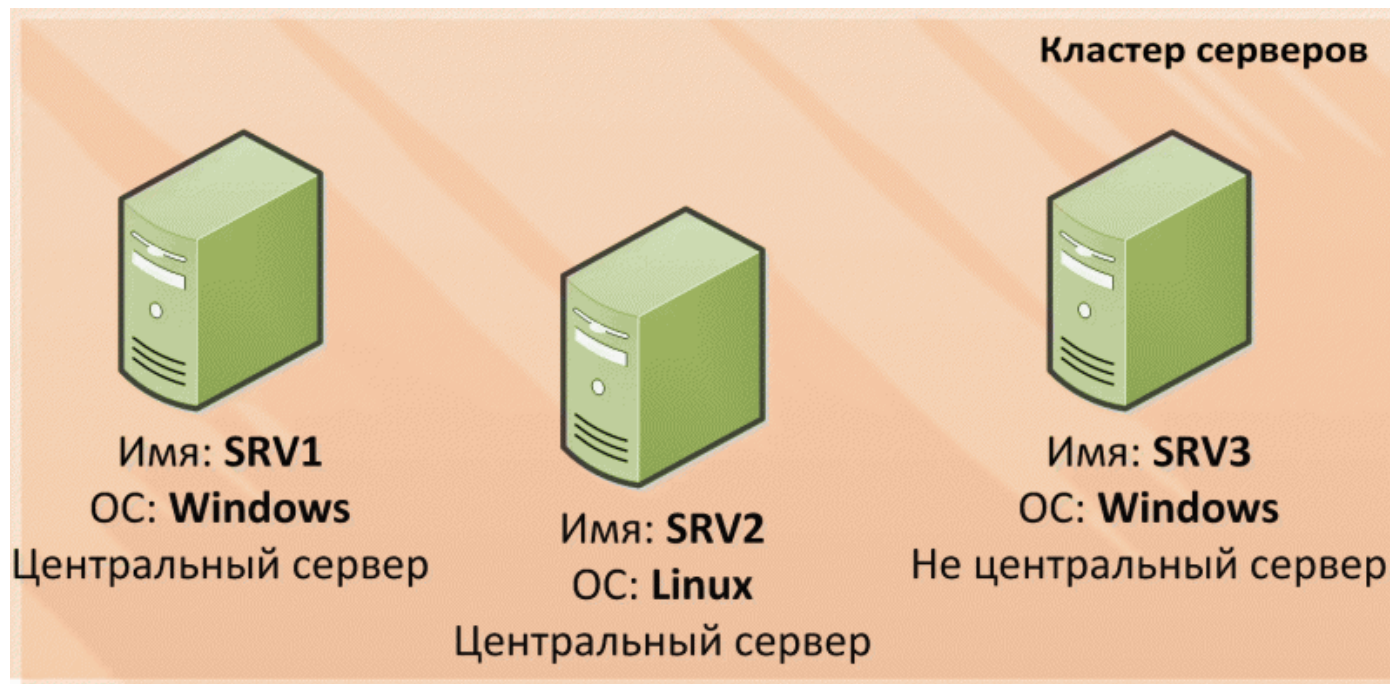 Кластер серверов
Имя: SRV1
ОС: Windows
Центральный сервер
Имя: SRV2
ОС: Linux
Центральный сервер
Имя: SRV3
ОС: Windows
Не центральный сервер